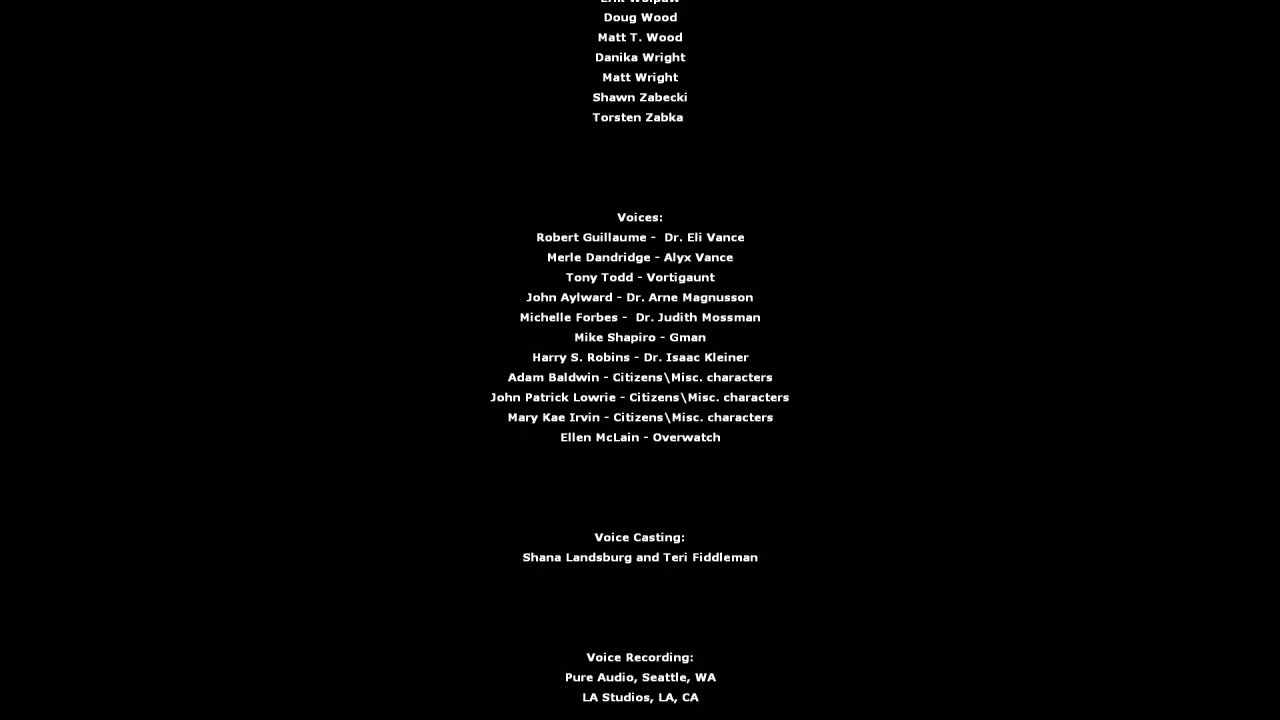 Doug Wood
Matt T. Wood
Danika Wright
Matt Wright
Shawn Zabecki
Torsten Zabka
Voices:
Robert Guillaume -  Dr. Eli Vance
Merle Dandridge - Alyx Vance
Tony Todd - Vortigaunt
John Aylward - Dr. Arne Magnusson
Michelle Forbes -  Dr. Judith Mossman
Mike Shapiro - Gman
Harry S. Robins - Dr. Isaac Kleiner
Adam Baldwin - Citizens\Misc. characters
John Patrick Lowrie - Citizens\Misc. characters
Mary Kae Irvin - Citizens\Misc. characters
Ellen McLain - Overwatch
Voice Casting:
Shana Landsburg and Teri Fiddleman
Voice Recording:
Pure Audio, Seattle, WA
LA Studios, LA, CA